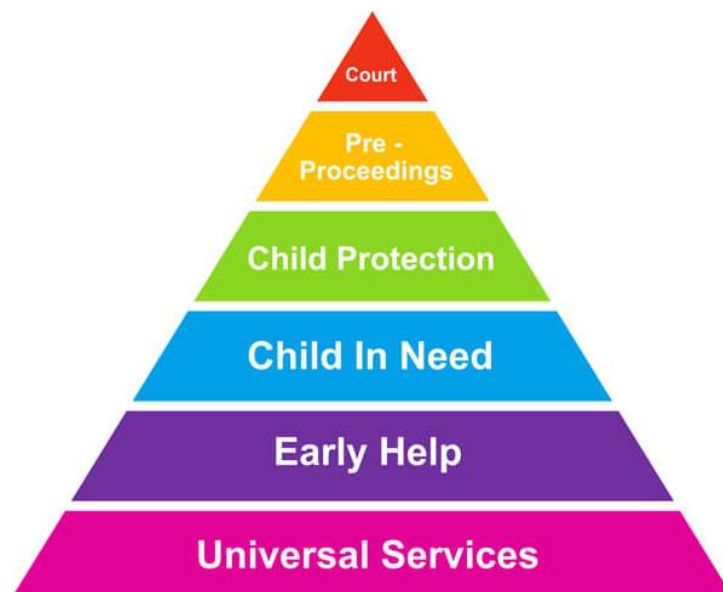 Court
Pre -
Proceedings
Child Protection
Child In Need
Early Help
Universal Services